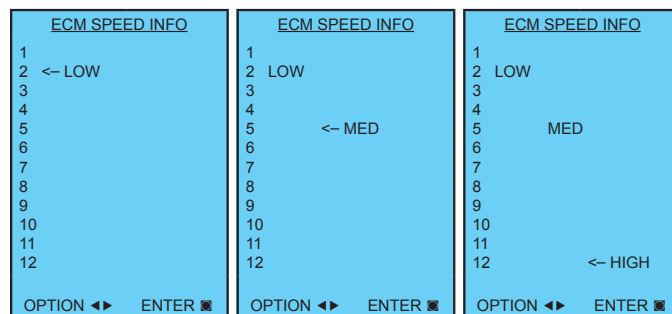 ECM SPEED INFO
1
2 <– LOW
3
4
5
6
7
8
9
10
11
12
OPTION ◄► ENTER ◙
ECM SPEED INFO
1
2 LOW
3
4
5 <– MED
6
7
8
9
10
11
12
OPTION ◄► ENTER ◙
ECM SPEED INFO
1
2 LOW
3
4
5 MED
6
7
8
9
10
11
12 <– HIGH
OPTION ◄► ENTER ◙